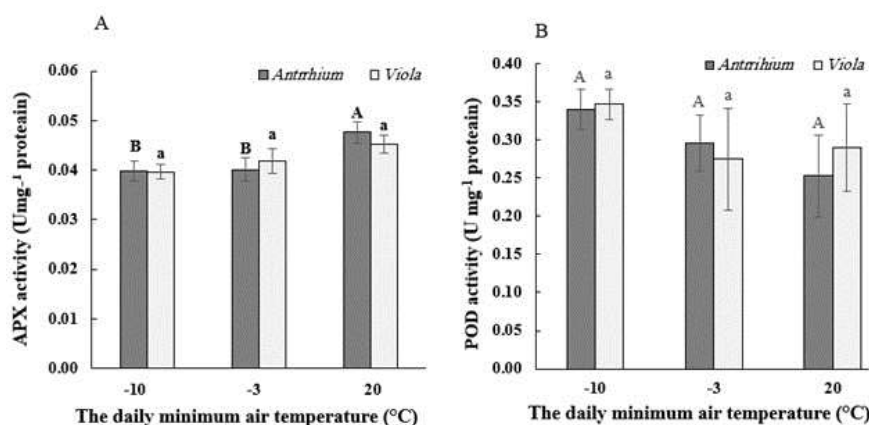 A
APX activity (Umg-¹ proteain)
0.06
0.05
0.04
0.03
0.02
0.01
0.00
Antrrhium Viola
B a B a A a
-10 -3 20
The daily minimum air temperature (°C)
B
POD activity (U mg⁻¹ protein)
0.40
0.35
0.30
0.25
0.20
0.15
0.10
0.05
0.00
Antrrihium Viola
A a A a A a
-10 -3 20
The daily minimum air temperature (°C)